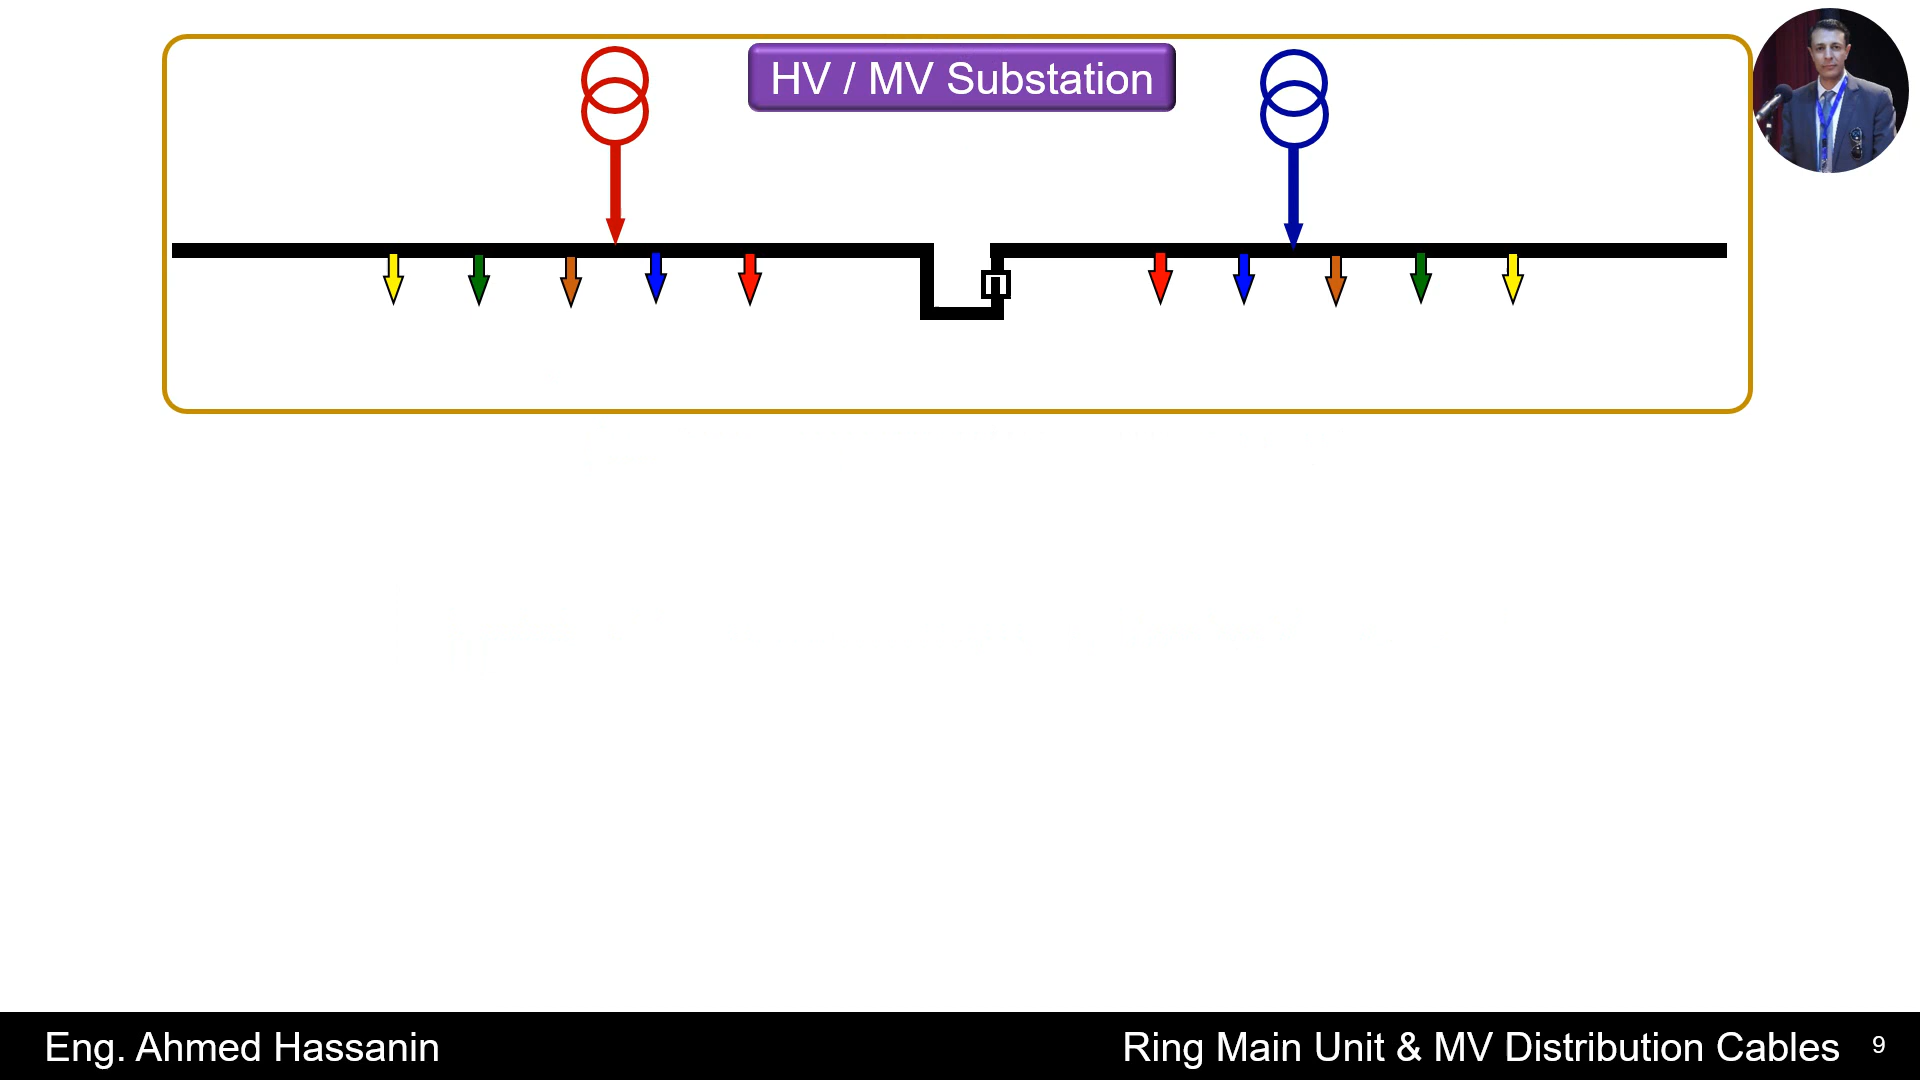 HV / MV Substation
Eng. Ahmed Hassanin
Ring Main Unit & MV Distribution Cables
9